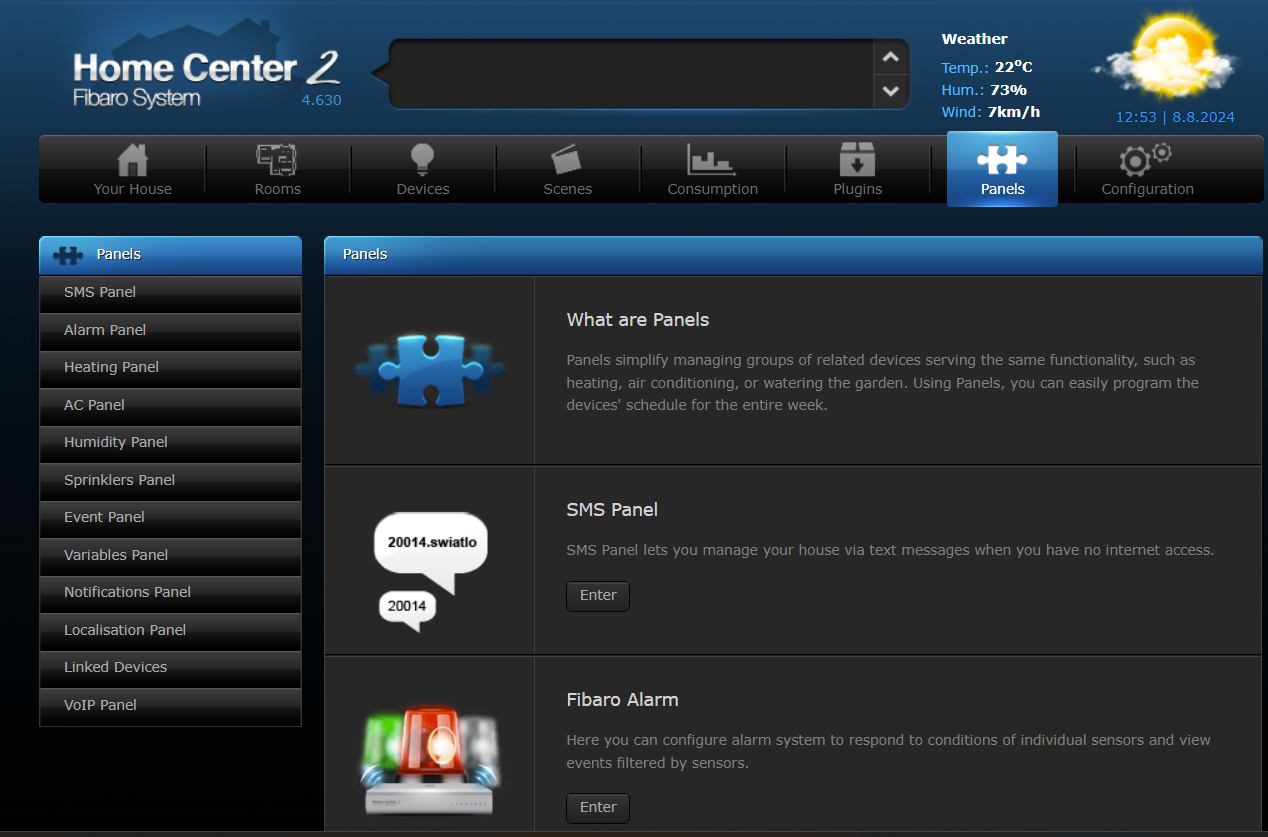 Home Center 2
Fibaro System
4.630
Weather
Temp.: 22°C
Hum.: 73%
Wind: 7km/h
12:53 | 8.8.2024
Your House
Rooms
Devices
Scenes
Consumption
Plugins
Panels
Configuration
Panels
SMS Panel
Alarm Panel
Heating Panel
AC Panel
Humidity Panel
Sprinklers Panel
Event Panel
Variables Panel
Notifications Panel
Localisation Panel
Linked Devices
VoIP Panel
Panels
What are Panels
Panels simplify managing groups of related devices serving the same functionality, such as
heating, air conditioning, or watering the garden. Using Panels, you can easily program the
devices' schedule for the entire week.
20014.swiatlo
20014
SMS Panel
SMS Panel lets you manage your house via text messages when you have no internet access.
Enter
Home Center 2
Fibaro Alarm
Here you can configure alarm system to respond to conditions of individual sensors and view
events filtered by sensors.
Enter